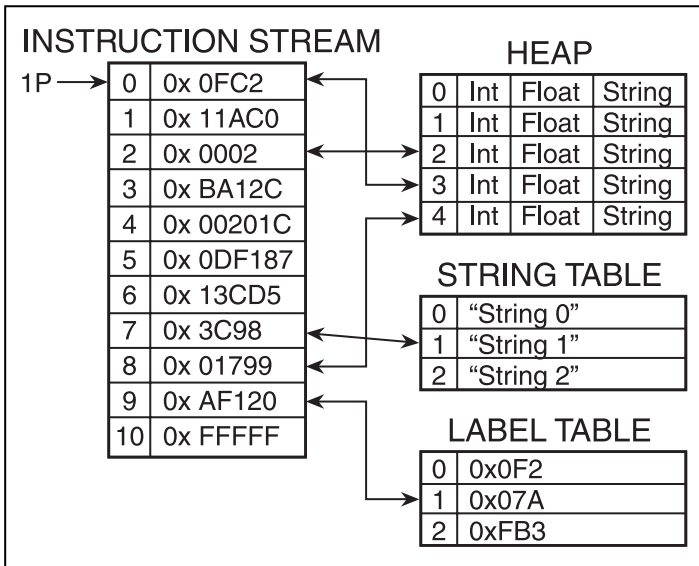 INSTRUCTION STREAM
1P
0 0x 0FC2
1 0x 11AC0
2 0x 0002
3 0x BA12C
4 0x 00201C
5 0x 0DF187
6 0x 13CD5
7 0x 3C98
8 0x 01799
9 0x AF120
10 0x FFFFF
HEAP
0 Int Float String
1 Int Float String
2 Int Float String
3 Int Float String
4 Int Float String
STRING TABLE
0 “String 0”
1 “String 1”
2 “String 2”
LABEL TABLE
0 0x0F2
1 0x07A
2 0xFB3